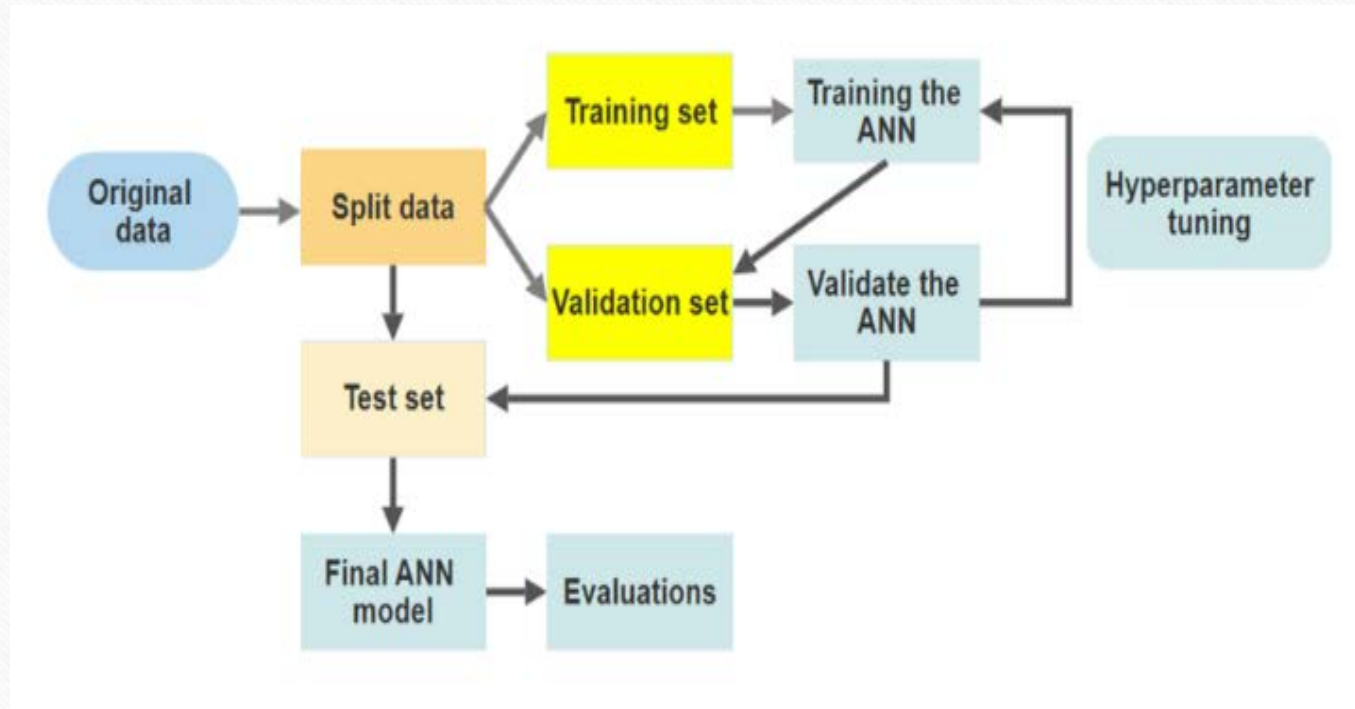 Original
data
Split data
Training set
Training the
ANN
Hyperparameter
tuning
Validation set
Validate the
ANN
Test set
Final ANN
model
Evaluations